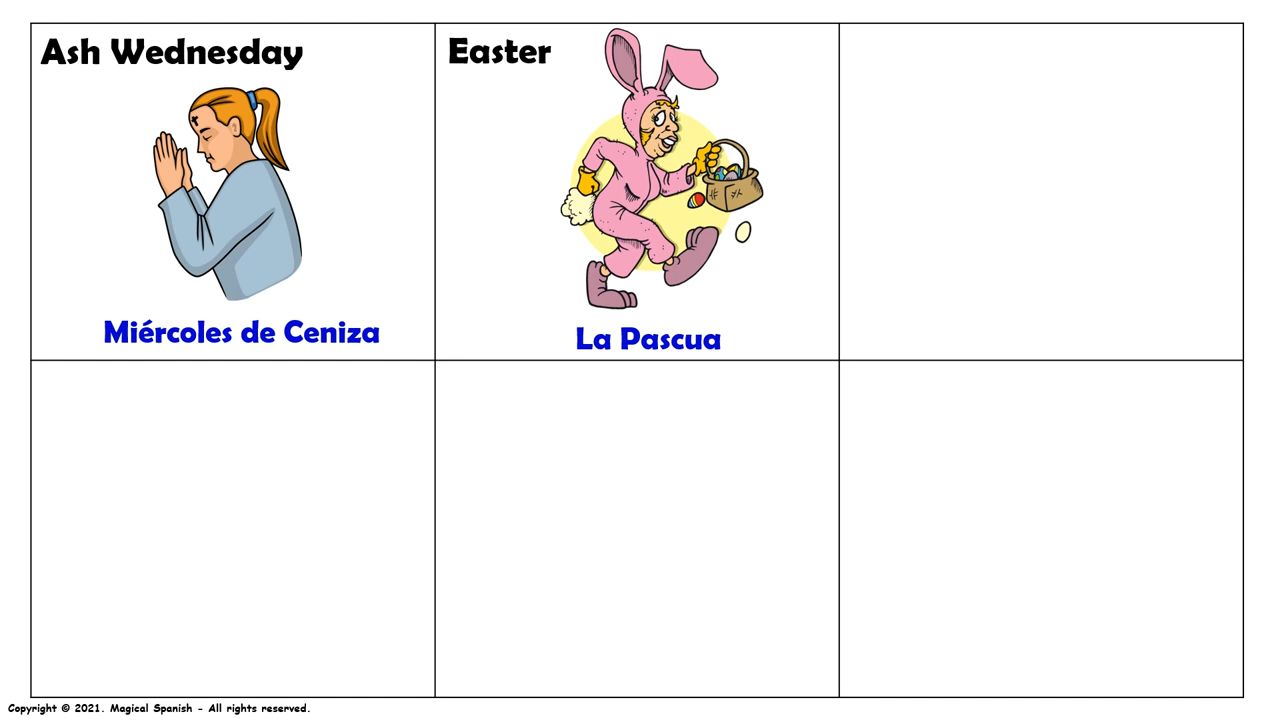 Ash Wednesday
Easter
Miércoles de Ceniza
La Pascua
Copyright © 2021. Magical Spanish - All rights reserved.